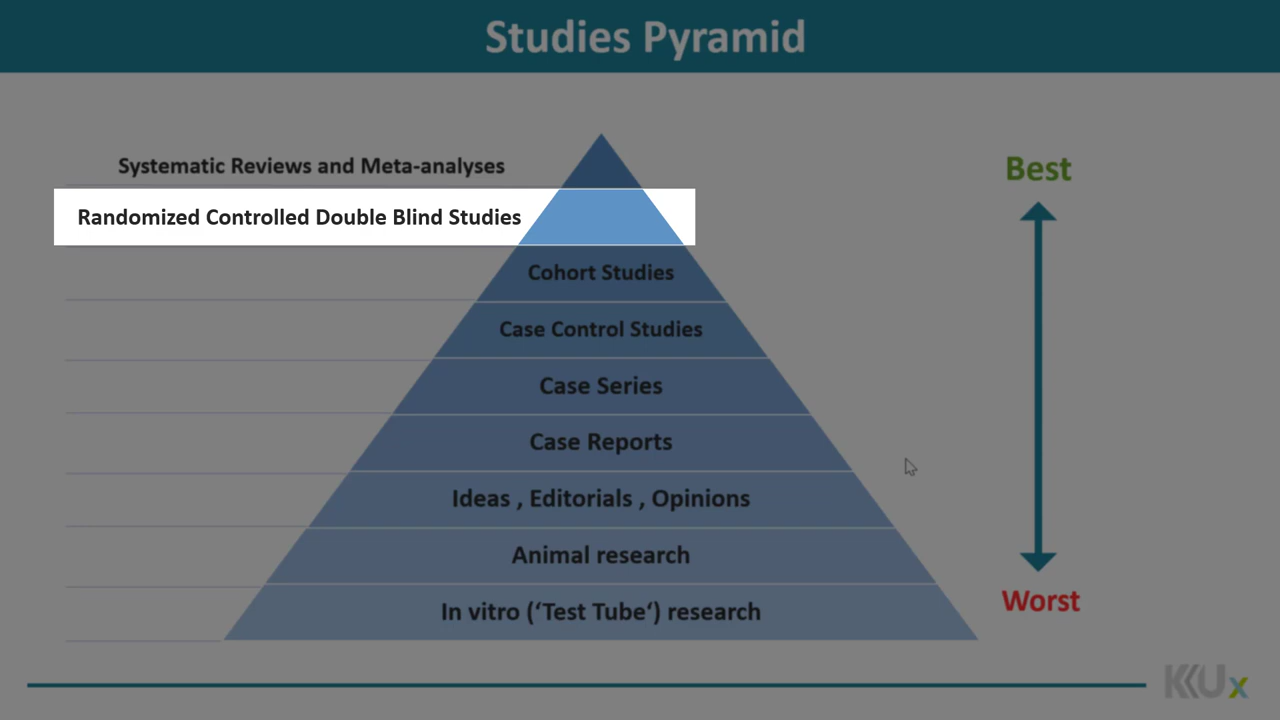 Studies Pyramid
Systematic Reviews and Meta-analyses
Best
Randomized Controlled Double Blind Studies
Cohort Studies
Case Control Studies
Case Series
Case Reports
Ideas , Editorials , Opinions
Animal research
In vitro (‘Test Tube‘) research
Worst
KKUx